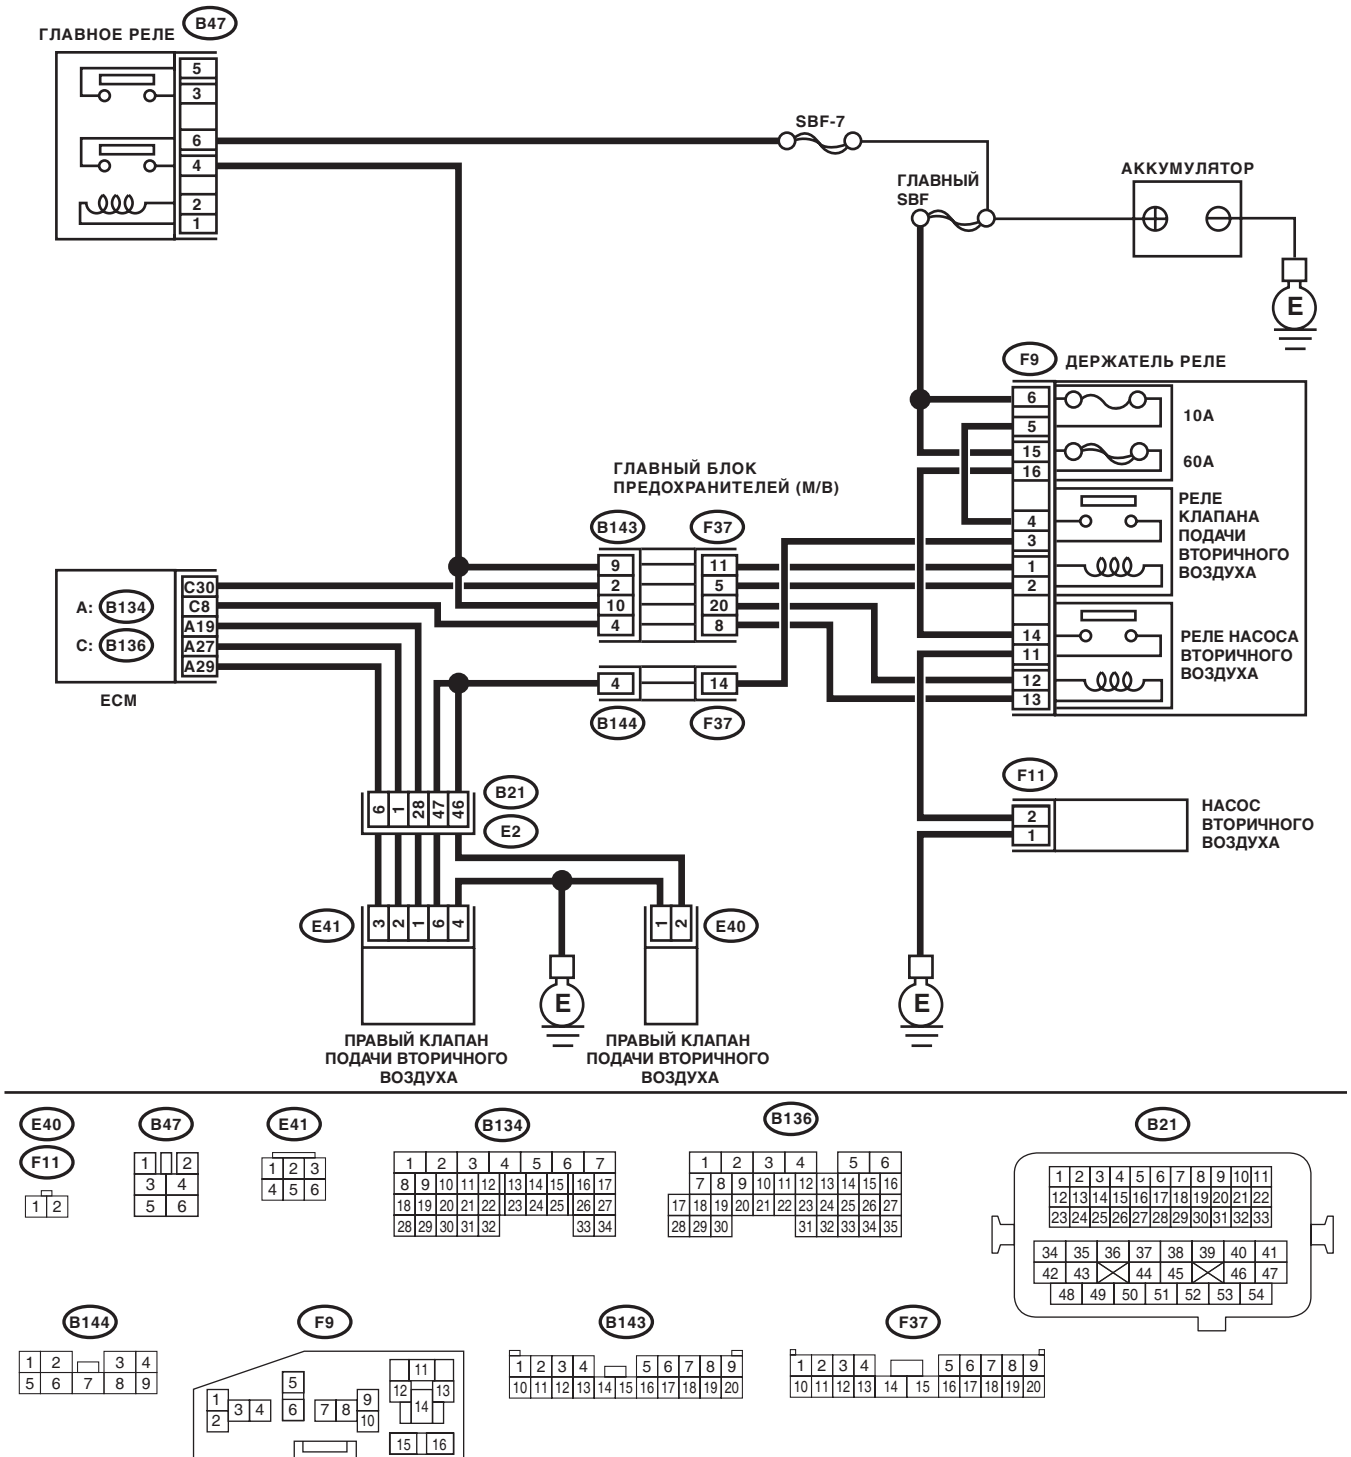 ГЛАВНОЕ РЕЛЕ
B47
5
3
6
4
2
1
SBF-7
ГЛАВНЫЙ
SBF
АККУМУЛЯТОР
E
F9
ДЕРЖАТЕЛЬ РЕЛЕ
6
5
15
16
4
3
1
2
14
11
12
13
10A
60A
РЕЛЕ
КЛАПАНА
ПОДАЧИ
ВТОРИЧНОГО
ВОЗДУХА
РЕЛЕ НАСОСА
ВТОРИЧНОГО
ВОЗДУХА
ГЛАВНЫЙ БЛОК
ПРЕДОХРАНИТЕЛЕЙ (M/B)
B143
F37
9 11
2 5
10 20
4 8
4 14
B144
F37
A: B134
C: B136
C30
C8
A19
A27
A29
ECM
6 1 28 47 46
B21
E2
E41
3 2 1 6 4
1 2
E40
F11
2
1
НАСОС
ВТОРИЧНОГО
ВОЗДУХА
E
E
ПРАВЫЙ КЛАПАН
ПОДАЧИ ВТОРИЧНОГО
ВОЗДУХА
ПРАВЫЙ КЛАПАН
ПОДАЧИ ВТОРИЧНОГО
ВОЗДУХА
E40
F11
1 2
B47
1 2
3 4
5 6
E41
1 2 3
4 5 6
B134
1 2 3 4 5 6 7
8 9 10 11 12 13 14 15 16 17
18 19 20 21 22 23 24 25 26 27
28 29 30 31 32 33 34
B136
1 2 3 4 5 6
7 8 9 10 11 12 13 14 15 16
17 18 19 20 21 22 23 24 25 26 27
28 29 30 31 32 33 34 35
B21
1 2 3 4 5 6 7 8 9 10 11
12 13 14 15 16 17 18 19 20 21 22
23 24 25 26 27 28 29 30 31 32 33
34 35 36 37 38 39 40 41
42 43 44 45 46 47
48 49 50 51 52 53 54
B144
1 2 3 4
5 6 7 8 9
F9
11
5 12 13
1 3 4 6 7 8 9 14
2 10
15 16
B143
1 2 3 4 5 6 7 8 9
10 11 12 13 14 15 16 17 18 19 20
F37
1 2 3 4 5 6 7 8 9
10 11 12 13 14 15 16 17 18 19 20